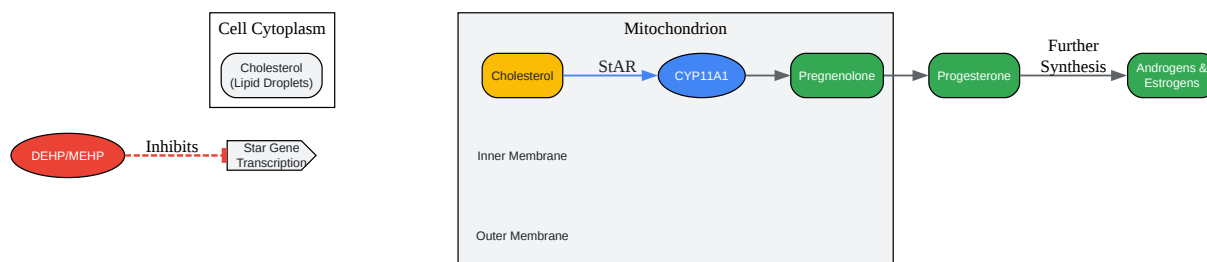 Cell Cytoplasm
Cholesterol
(Lipid Droplets)
Mitochondrion
Cholesterol
StAR
CYP11A1
Pregnenolone
Progesterone
Further
Synthesis
Androgens &
Estrogens
DEHP/MEHP
Inhibits
Star Gene
Transcription
Inner Membrane
Outer Membrane